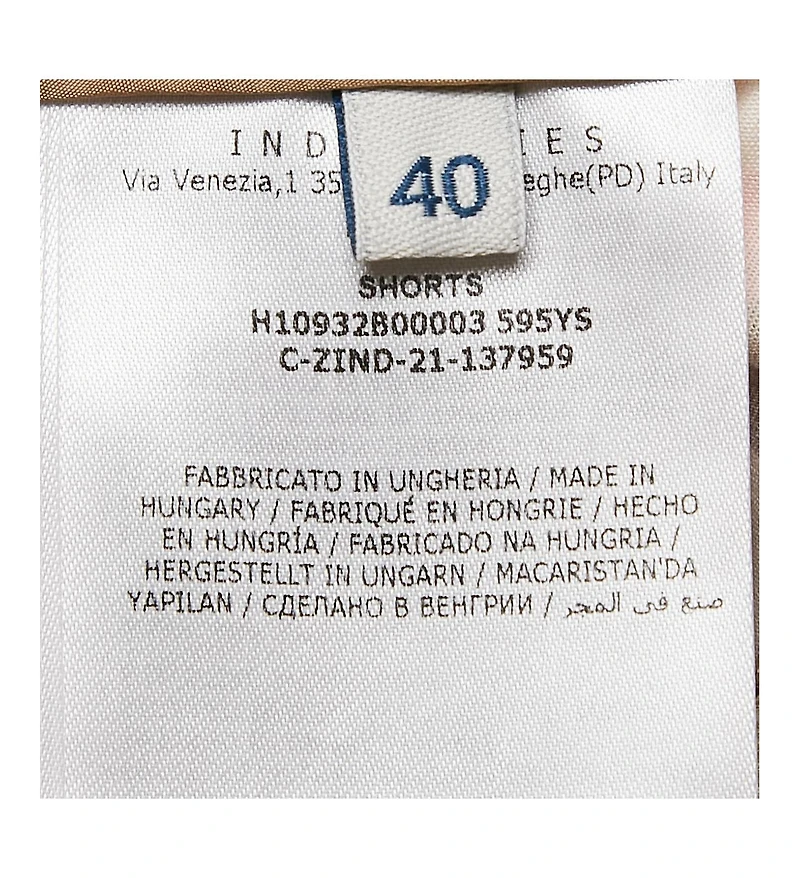 IND
IES
Via Venezia,1 35
eghe(PD) Italy
40
SHORTS
H10932B00003 595YS
C-ZIND-21-137959
FABBRICATO IN UNGHERIA / MADE IN
HUNGARY / FABRIQUÉ EN HONGRIE / HECHO
EN HUNGRÍA / FABRICADO NA HUNGRIA /
HERGESTELLT IN UNGARN / MACARISTAN'DA
YAPILAN / СДЕЛАНО В ВЕНГРИИ / صنع في المجر